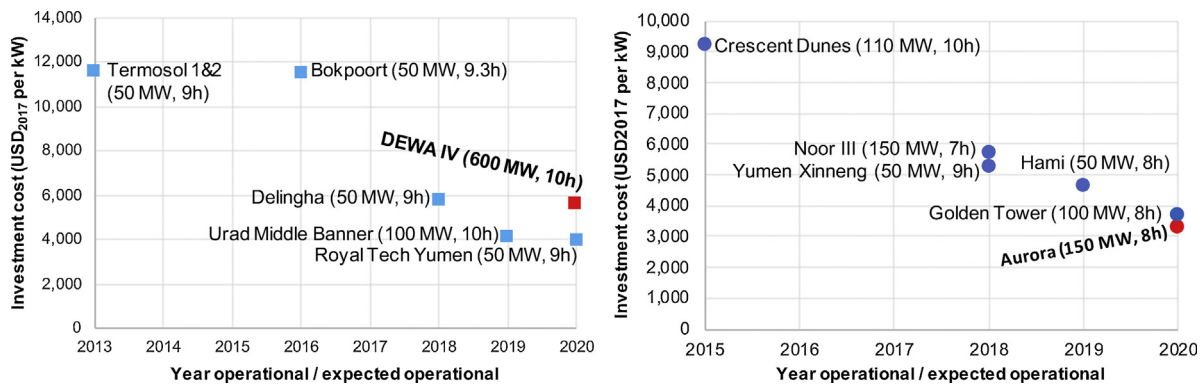 14,000
12,000
10,000
8,000
6,000
4,000
2,000
0
Investment cost (USD2017 per kW)
Termosol 1&2
(50 MW, 9h)
Bokpoort (50 MW, 9.3h)
DEWA IV (600 MW, 10h)
Delingha (50 MW, 9h)
Urad Middle Banner (100 MW, 10h)
Royal Tech Yumen (50 MW, 9h)
2013 2014 2015 2016 2017 2018 2019 2020
Year operational / expected operational
10,000
9,000
8,000
7,000
6,000
5,000
4,000
3,000
2,000
1,000
0
Investment cost (USD2017 per kW)
Crescent Dunes (110 MW, 10h)
Noor III (150 MW, 7h)
Yumen Xinneng (50 MW, 9h)
Hami (50 MW, 8h)
Golden Tower (100 MW, 8h)
Aurora (150 MW, 8h)
2015 2016 2017 2018 2019 2020
Year operational / expected operational